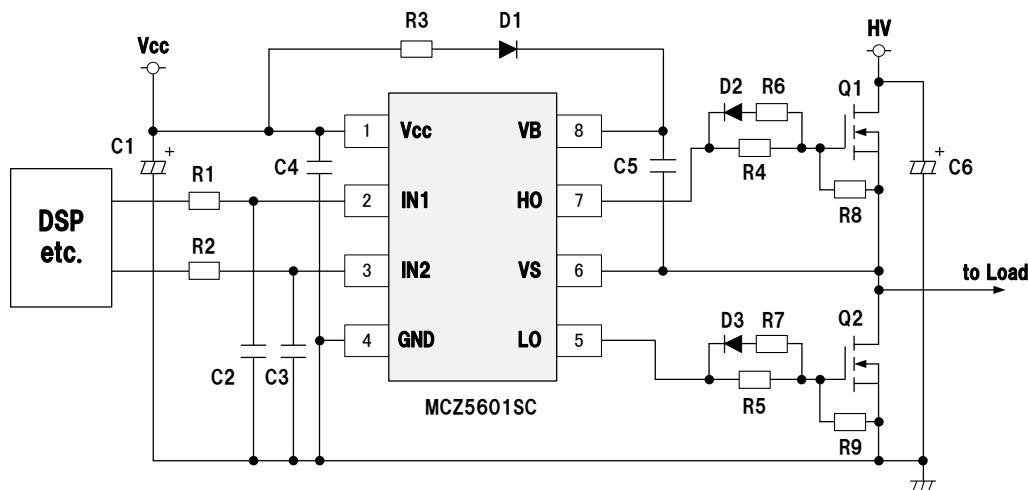 R3
D1
Vcc
HV
C1
+
DSP
etc.
R1
R2
C2
C3
C4
1
Vcc
2
IN1
3
IN2
4
GND
VB
8
HO
7
VS
6
LO
5
MCZ5601SC
C5
D2
R6
R4
Q1
R8
+
C6
to Load
D3
R7
R5
Q2
R9